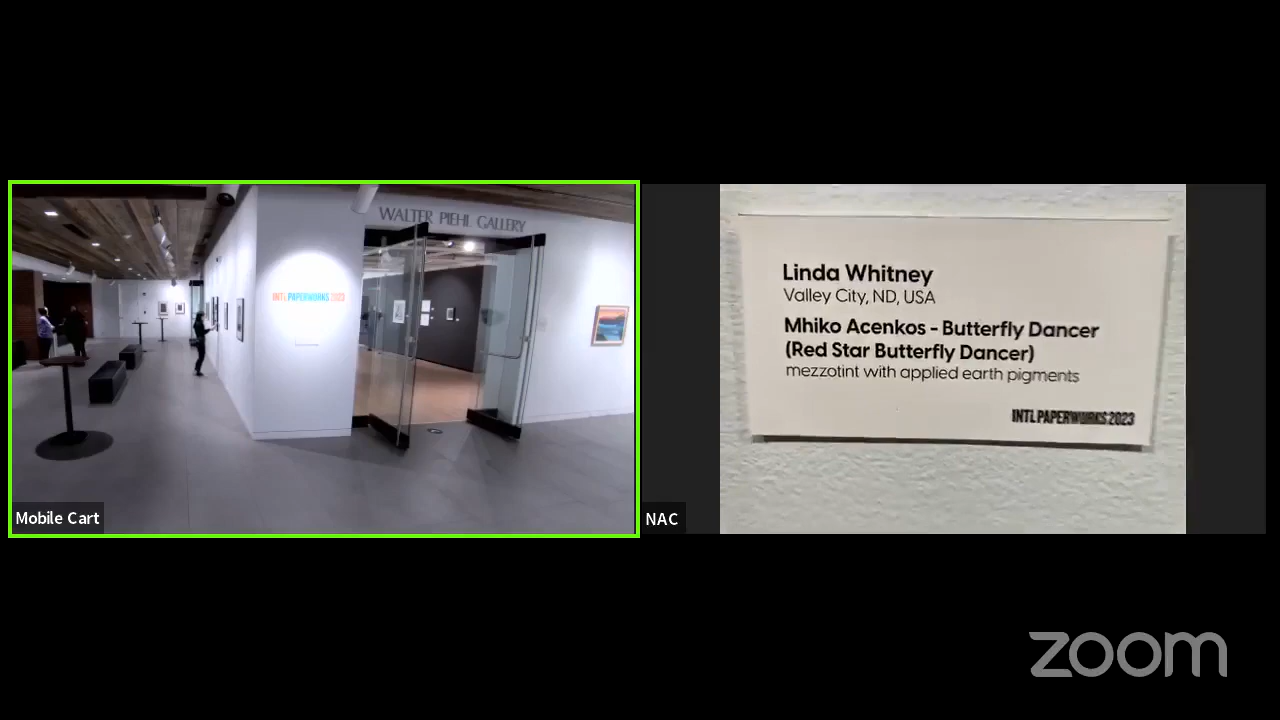 WALTER PIEHL GALLERY
INTL PAPERWORKS 2023
Mobile Cart
Linda Whitney
Valley City, ND, USA
Mhiko Acenkos - Butterfly Dancer
(Red Star Butterfly Dancer)
mezzotint with applied earth pigments
INTL PAPERWORKS 2023
NAC
zoom